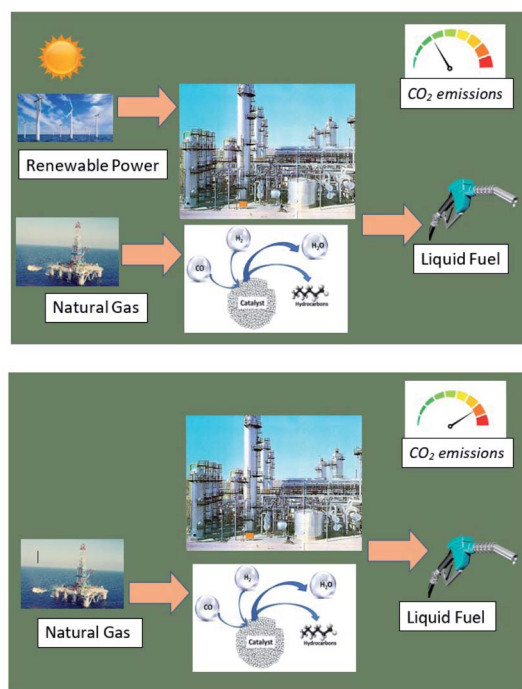 CO₂ emissions
Renewable Power
H₂
H₂O
CO
Catalyst
Hydrocarbons
Liquid Fuel
Natural Gas
CO₂ emissions
H₂
H₂O
CO
Catalyst
Hydrocarbons
Liquid Fuel
Natural Gas